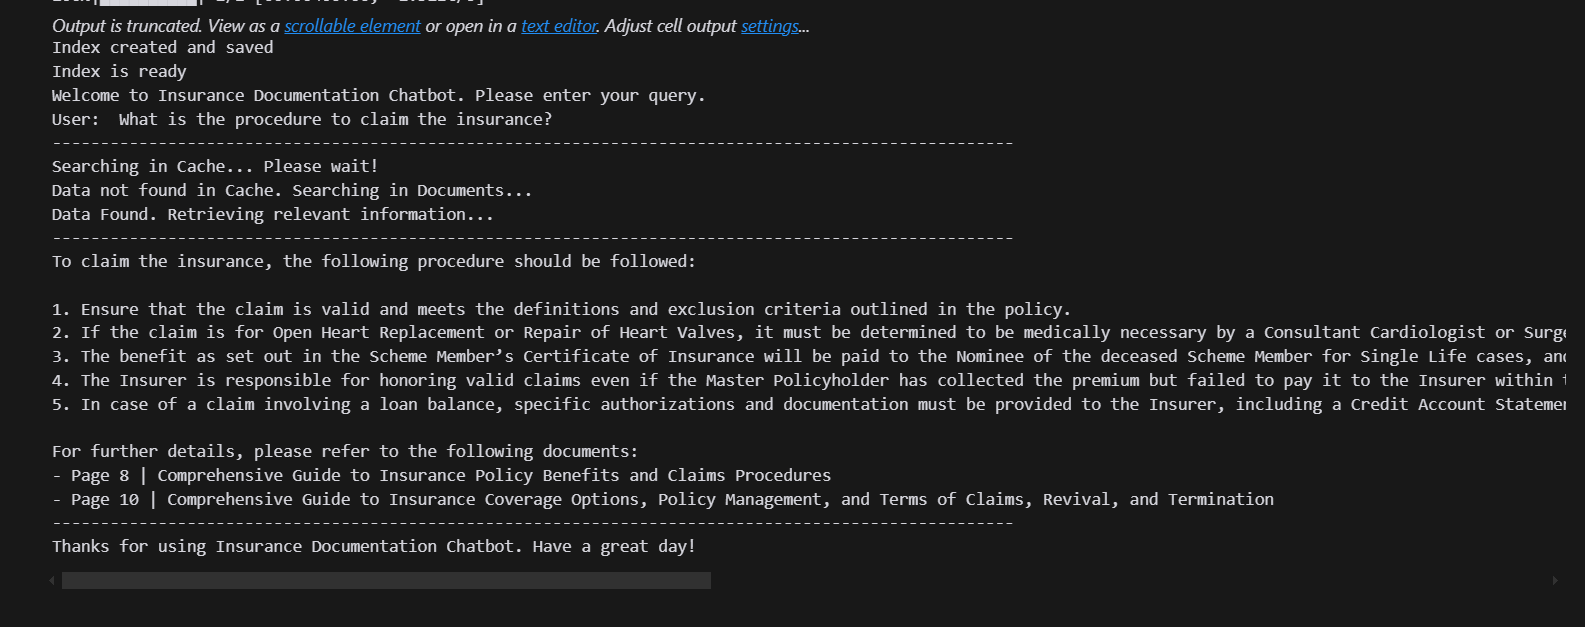 Output is truncated. View as a scrollable element or open in a text editor. Adjust cell output settings...
Index created and saved
Index is ready
Welcome to Insurance Documentation Chatbot. Please enter your query.
User:  What is the procedure to claim the insurance?
----------------------------------------------------------------------------------------------------
Searching in Cache... Please wait!
Data not found in Cache. Searching in Documents...
Data Found. Retrieving relevant information...
----------------------------------------------------------------------------------------------------
To claim the insurance, the following procedure should be followed:
1. Ensure that the claim is valid and meets the definitions and exclusion criteria outlined in the policy.
2. If the claim is for Open Heart Replacement or Repair of Heart Valves, it must be determined to be medically necessary by a Consultant Cardiologist or
3. The benefit as set out in the Scheme Member’s Certificate of Insurance will be paid to the Nominee of the deceased Scheme Member for Single Life cases,
4. The Insurer is responsible for honoring valid claims even if the Master Policyholder has collected the premium but failed to pay it to the Insurer within
5. In case of a claim involving a loan balance, specific authorizations and documentation must be provided to the Insurer, including a Credit Account
For further details, please refer to the following documents:
- Page 8 | Comprehensive Guide to Insurance Policy Benefits and Claims Procedures
- Page 10 | Comprehensive Guide to Insurance Coverage Options, Policy Management, and Terms of Claims, Revival, and Termination
----------------------------------------------------------------------------------------------------
Thanks for using Insurance Documentation Chatbot. Have a great day!